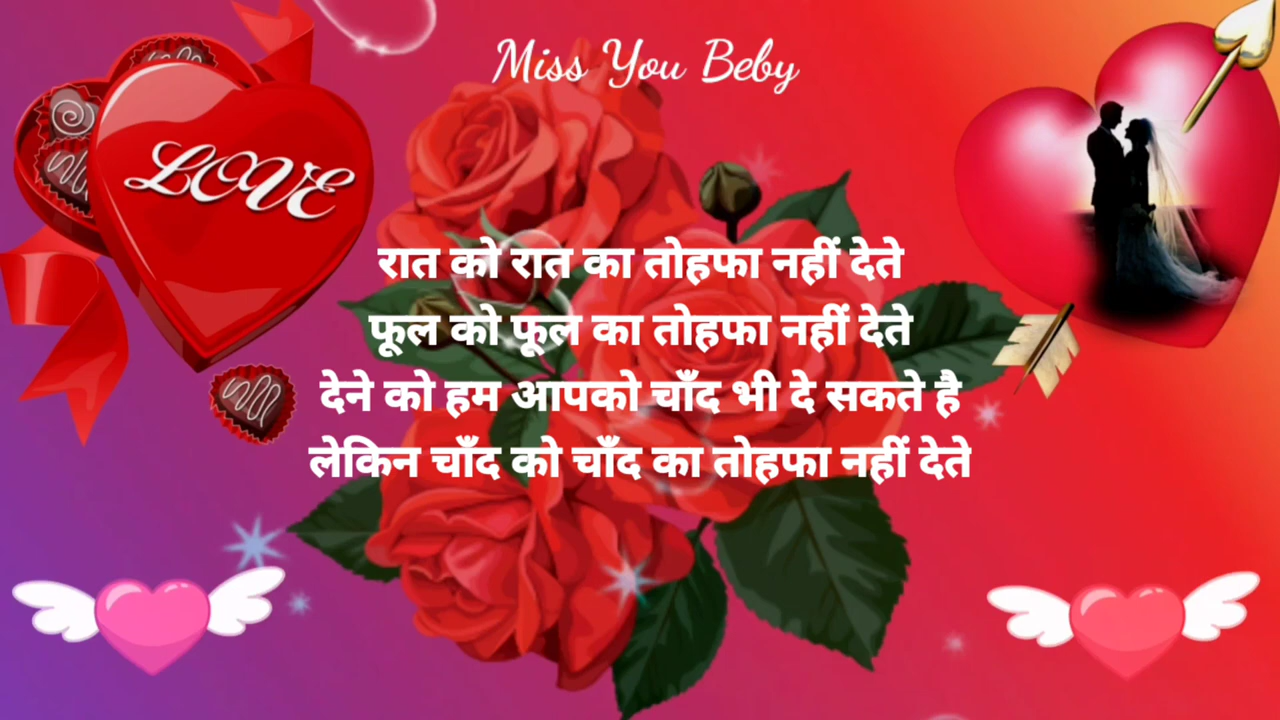 Miss You Beby
LOVE
रात को रात का तोहफा नहीं देते
फूल को फूल का तोहफा नहीं देते
देने को हम आपको चाँद भी दे सकते है
लेकिन चाँद को चाँद का तोहफा नहीं देते